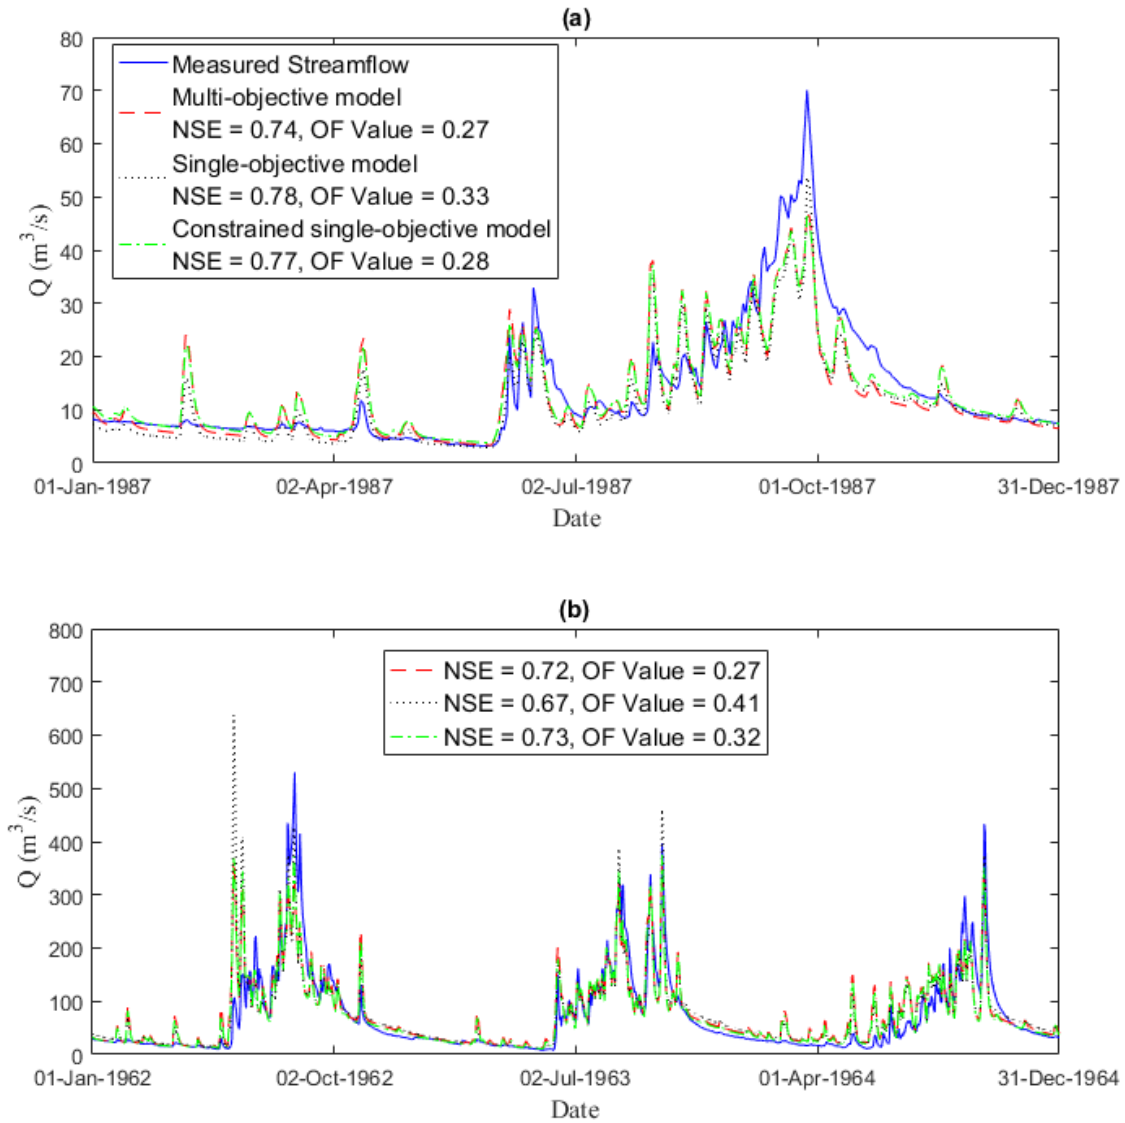 (a)
80
70
60
50
40
30
20
10
0
Q (m³/s)
Measured Streamflow
Multi-objective model
NSE = 0.74, OF Value = 0.27
Single-objective model
NSE = 0.78, OF Value = 0.33
Constrained single-objective model
NSE = 0.77, OF Value = 0.28
01-Jan-1987 02-Apr-1987 02-Jul-1987 01-Oct-1987 31-Dec-1987
Date
(b)
800
700
600
500
400
300
200
100
0
Q (m³/s)
NSE = 0.72, OF Value = 0.27
NSE = 0.67, OF Value = 0.41
NSE = 0.73, OF Value = 0.32
01-Jan-1962 02-Oct-1962 02-Jul-1963 01-Apr-1964 31-Dec-1964
Date